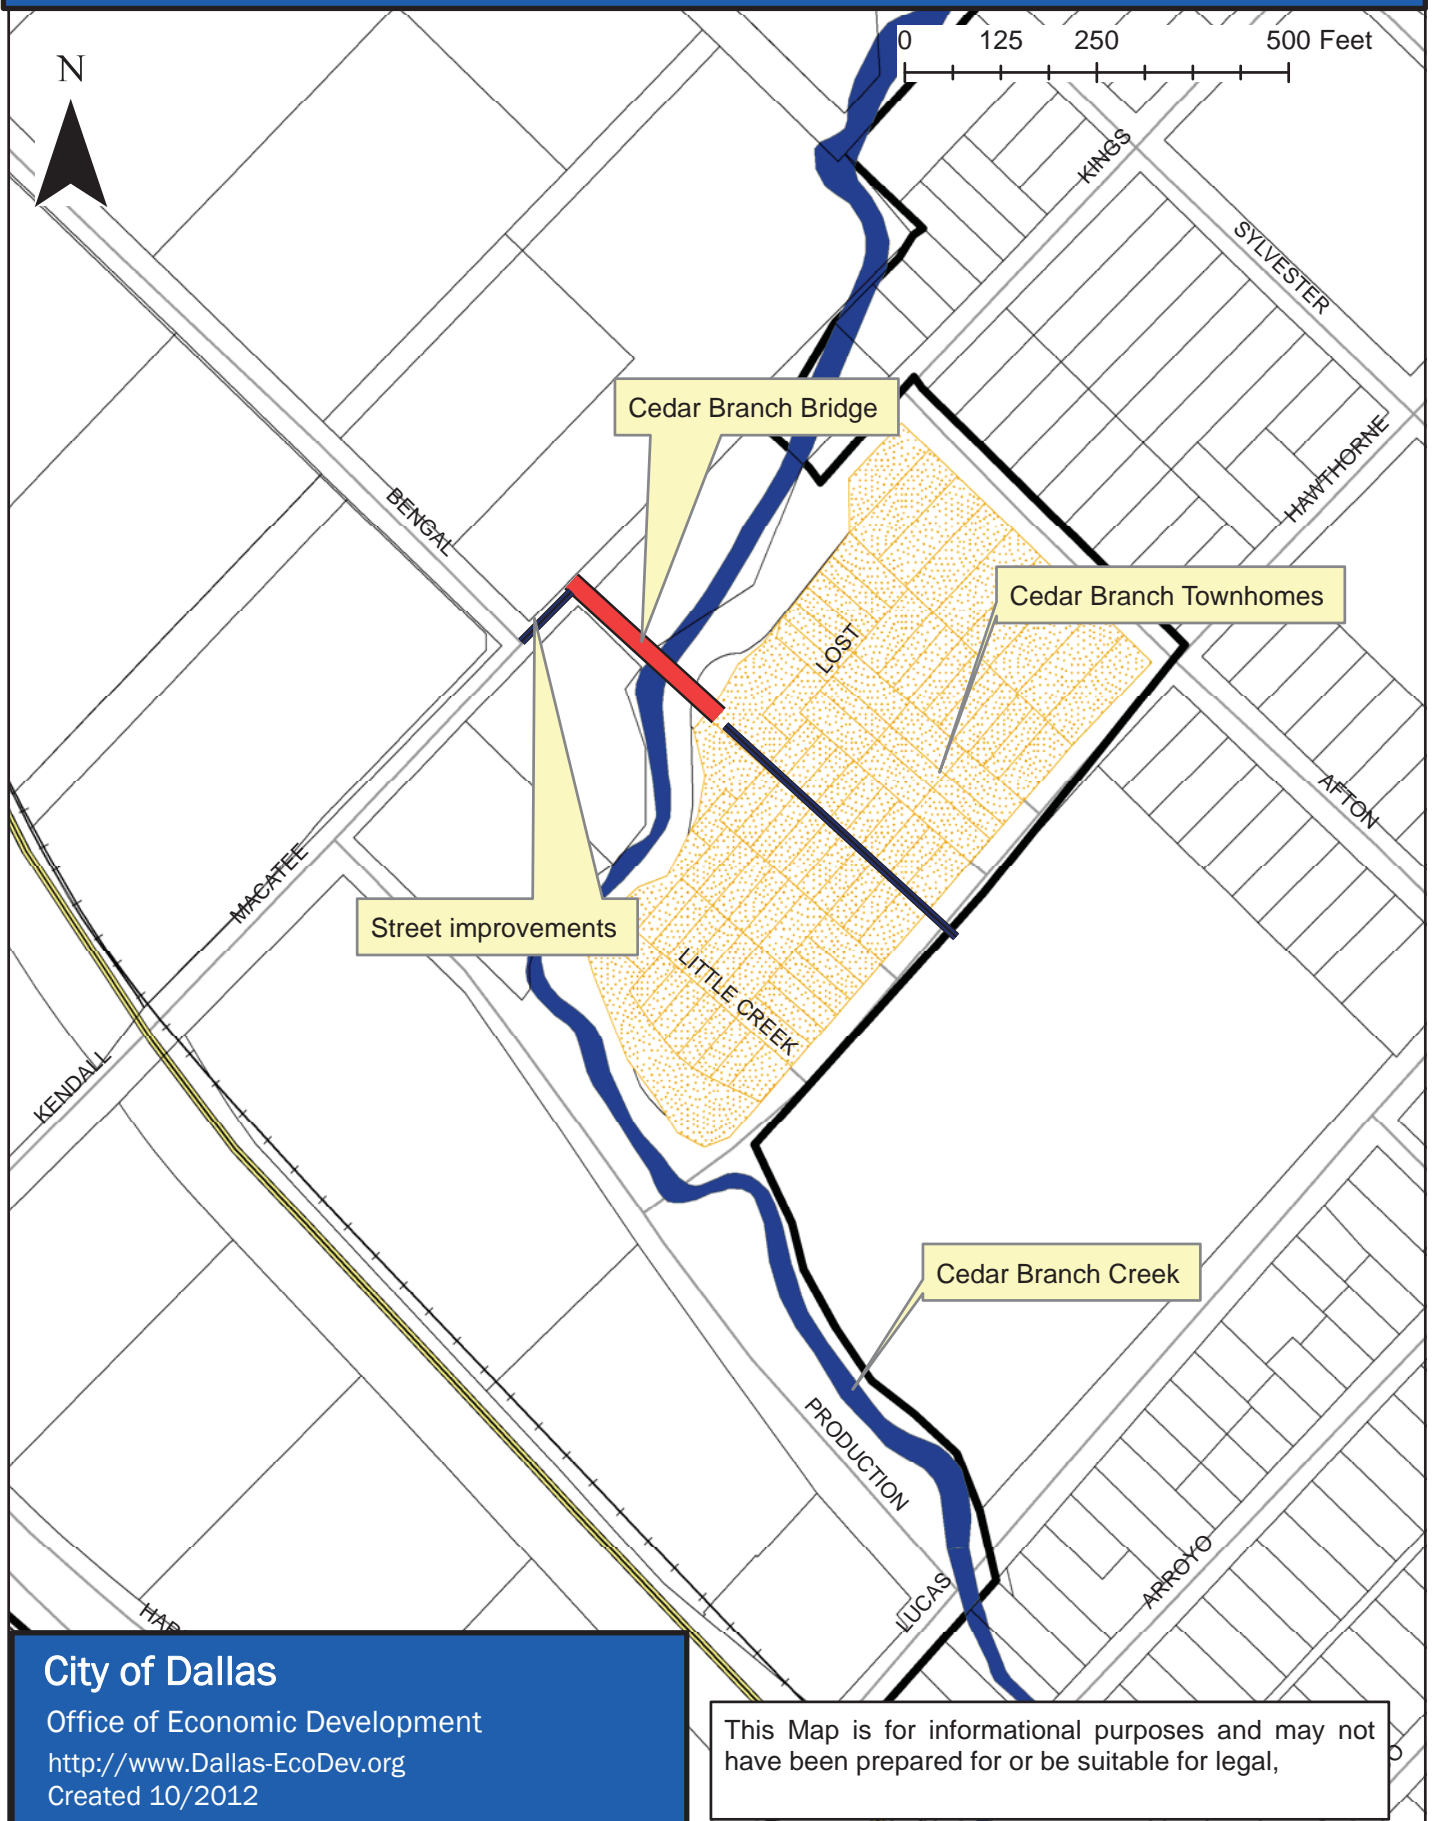 N
0 125 250 500 Feet
KINGS
SYLVESTER
Cedar Branch Bridge
HAWTHORNE
BENGAL
Cedar Branch Townhomes
LOST
AFTON
MACATEE
Street improvements
LITTLE CREEK
KENDALL
Cedar Branch Creek
PRODUCTION
ARROYO
LUCAS
City of Dallas
Office of Economic Development
http://www.Dallas-EcoDev.org
Created 10/2012
This Map is for informational purposes and may not
have been prepared for or be suitable for legal,